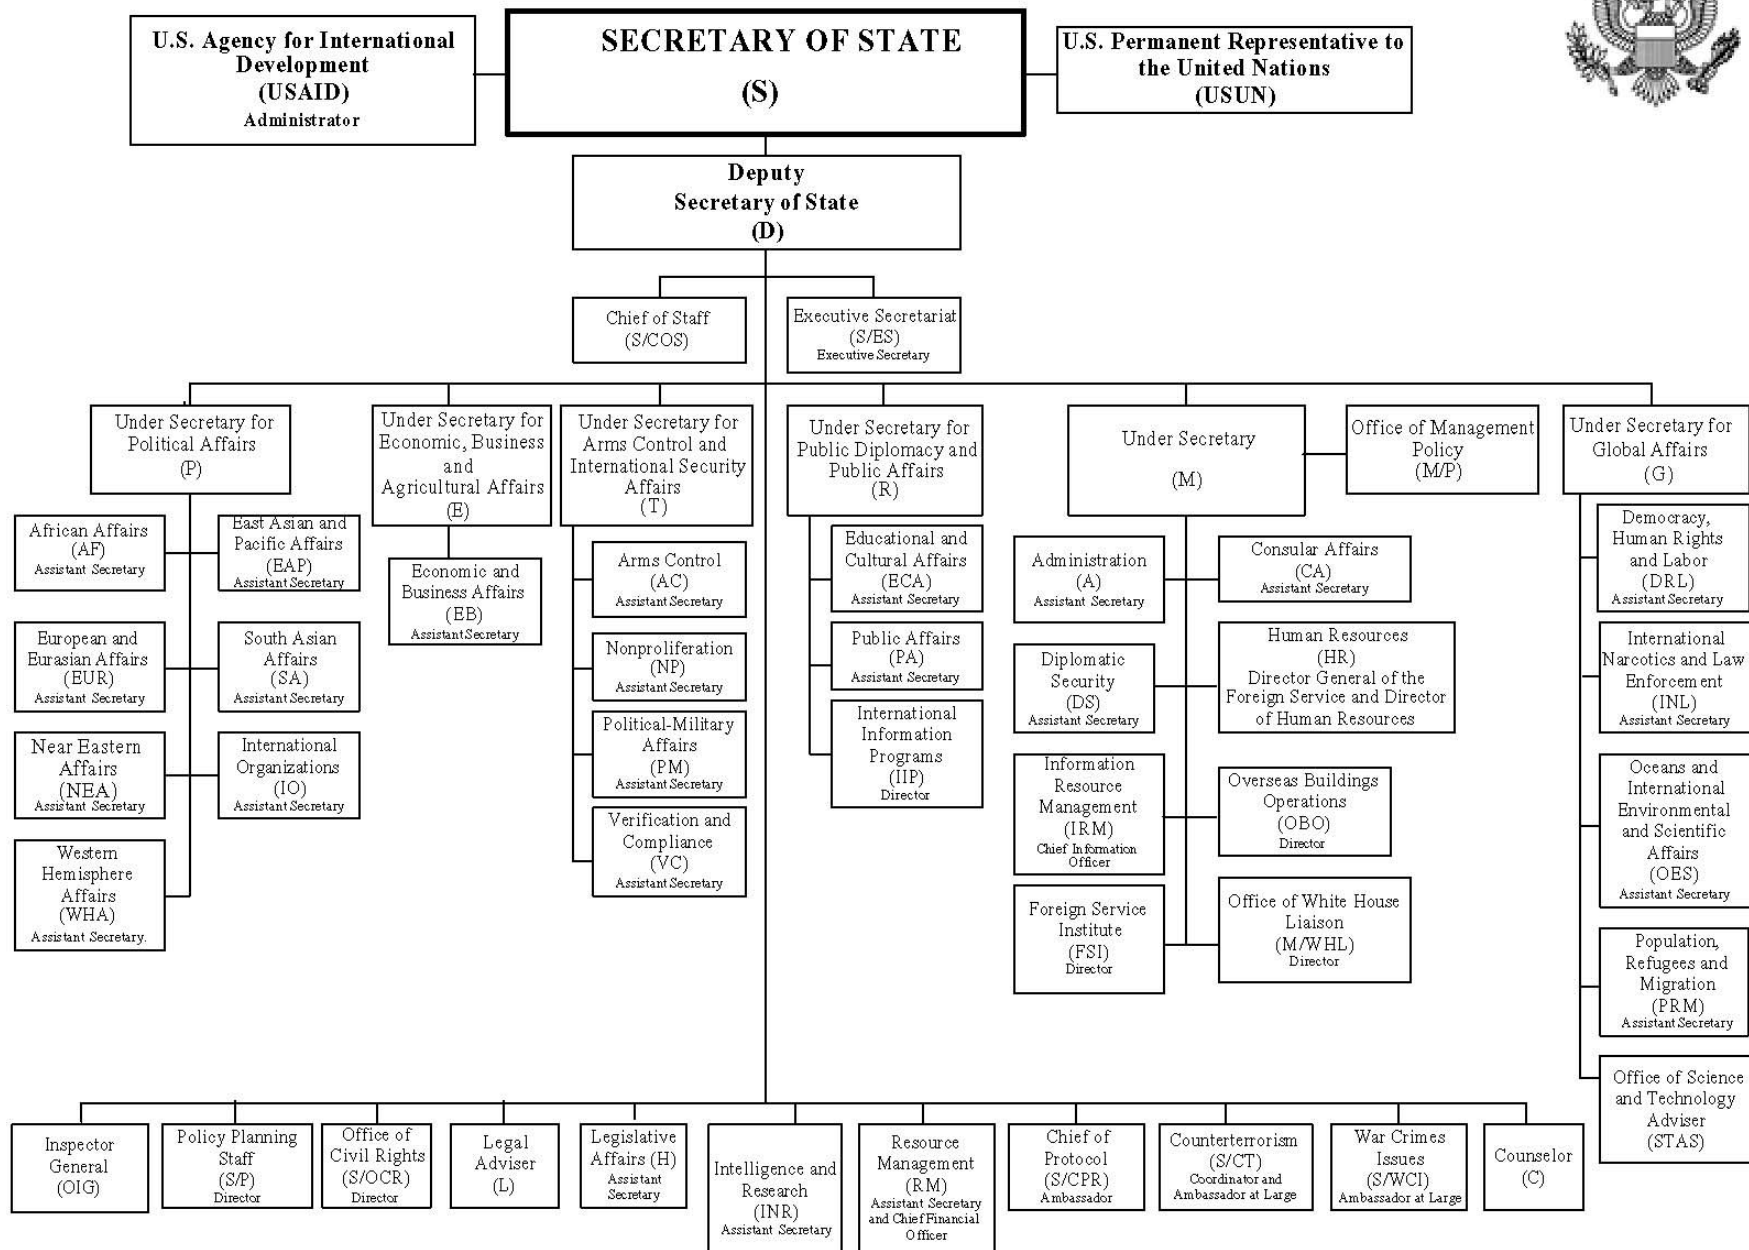 U.S. Agency for International
Development
(USAID)
Administrator
SECRETARY OF STATE
(S)
U.S. Permanent Representative to
the United Nations
(USUN)
Deputy
Secretary of State
(D)
Chief of Staff
(S/COS)
Executive Secretariat
(S/ES)
Executive Secretary
Under Secretary for
Political Affairs
(P)
Under Secretary for
Economic, Business
and
Agricultural Affairs
(E)
Under Secretary for
Arms Control and
International Security
Affairs
(T)
Under Secretary for
Public Diplomacy and
Public Affairs
(R)
Under Secretary
(M)
Office of Management
Policy
(M/P)
Under Secretary for
Global Affairs
(G)
African Affairs
(AF)
Assistant Secretary
East Asian and
Pacific Affairs
(EAP)
Assistant Secretary
European and
Eurasian Affairs
(EUR)
Assistant Secretary
South Asian
Affairs
(SA)
Assistant Secretary
Near Eastern
Affairs
(NEA)
Assistant Secretary
International
Organizations
(IO)
Assistant Secretary
Western
Hemisphere
Affairs
(WHA)
Assistant Secretary.
Economic and
Business Affairs
(EB)
Assistant Secretary
Arms Control
(AC)
Assistant Secretary
Nonproliferation
(NP)
Assistant Secretary
Political-Military
Affairs
(PM)
Assistant Secretary
Verification and
Compliance
(VC)
Assistant Secretary
Educational and
Cultural Affairs
(ECA)
Assistant Secretary
Public Affairs
(PA)
Assistant Secretary
International
Information
Programs
(IIP)
Director
Administration
(A)
Assistant Secretary
Consular Affairs
(CA)
Assistant Secretary
Diplomatic
Security
(DS)
Assistant Secretary
Human Resources
(HR)
Director General of the
Foreign Service and Director
of Human Resources
Information
Resource
Management
(IRM)
Chief Information
Officer
Overseas Buildings
Operations
(OBO)
Director
Foreign Service
Institute
(FSI)
Director
Office of White House
Liaison
(M/WHL)
Director
Democracy,
Human Rights
and Labor
(DRL)
Assistant Secretary
International
Narcotics and Law
Enforcement
(INL)
Assistant Secretary
Oceans and
International
Environmental
and Scientific
Affairs
(OES)
Assistant Secretary
Population,
Refugees and
Migration
(PRM)
Assistant Secretary
Office of Science
and Technology
Adviser
(STAS)
Inspector
General
(OIG)
Policy Planning
Staff
(S/P)
Director
Office of
Civil Rights
(S/OCR)
Director
Legal
Adviser
(L)
Legislative
Affairs (H)
Assistant
Secretary
Intelligence and
Research
(INR)
Assistant Secretary
Resource
Management
(RM)
Assistant Secretary
and Chief Financial
Officer
Chief of
Protocol
(S/CPR)
Ambassador
Counterterrorism
(S/CT)
Coordinator and
Ambassador at Large
War Crimes
Issues
(S/WCI)
Ambassador at Large
Counselor
(C)